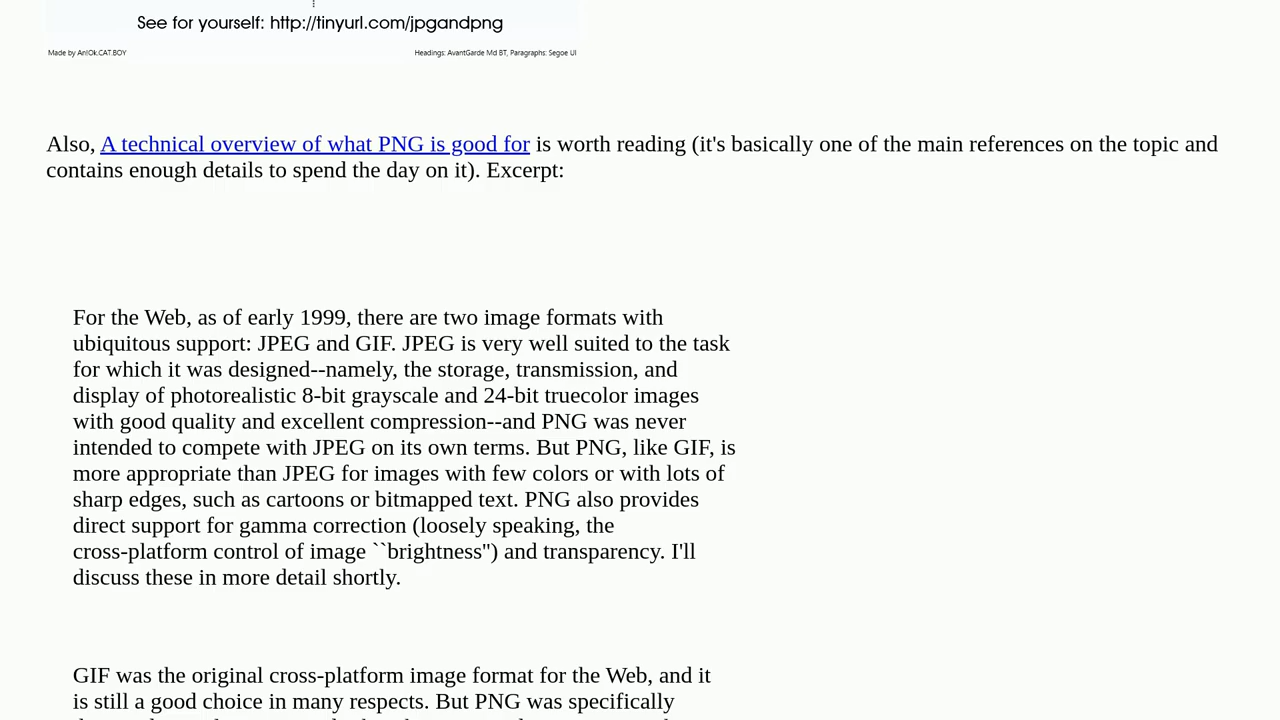 See for yourself: http://tinyurl.com/jpgandpng
Made by An!Ok.CAT.BOY Headings: AvantGarde Md BT, Paragraphs: Segoe UI
Also, A technical overview of what PNG is good for is worth reading (it's basically one of the main references on the topic and
contains enough details to spend the day on it). Excerpt:
For the Web, as of early 1999, there are two image formats with
ubiquitous support: JPEG and GIF. JPEG is very well suited to the task
for which it was designed--namely, the storage, transmission, and
display of photorealistic 8-bit grayscale and 24-bit truecolor images
with good quality and excellent compression--and PNG was never
intended to compete with JPEG on its own terms. But PNG, like GIF, is
more appropriate than JPEG for images with few colors or with lots of
sharp edges, such as cartoons or bitmapped text. PNG also provides
direct support for gamma correction (loosely speaking, the
cross-platform control of image ``brightness'') and transparency. I'll
discuss these in more detail shortly.
GIF was the original cross-platform image format for the Web, and it
is still a good choice in many respects. But PNG was specifically